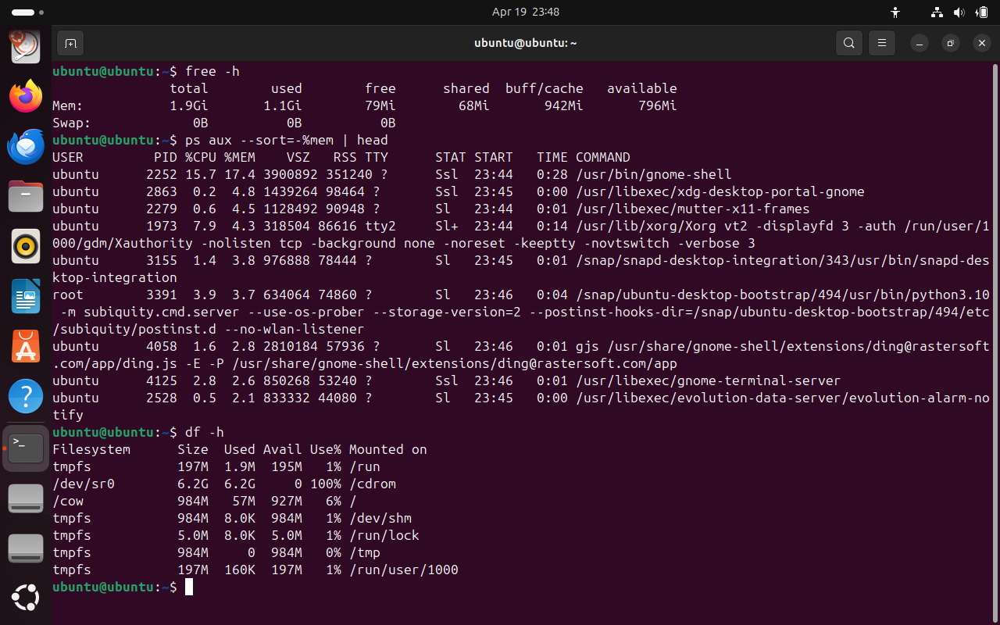 Apr 19 23:48
ubuntu@ubuntu: ~
ubuntu@ubuntu:~$ free -h
               total        used        free      shared  buff/cache   available
Mem:           1.9Gi       1.1Gi        79Mi        68Mi       942Mi       796Mi
Swap:             0B          0B          0B
ubuntu@ubuntu:~$ ps aux --sort=-%mem | head
USER         PID %CPU %MEM    VSZ   RSS TTY      STAT START   TIME COMMAND
ubuntu      2252 15.7 17.4 3900892 351240 ?      Ssl  23:44   0:28 /usr/bin/gnome-shell
ubuntu      2863  0.2  4.8 1439264 98464 ?       Ssl  23:45   0:00 /usr/libexec/xdg-desktop-portal-gnome
ubuntu      2279  0.6  4.5 1128492 90948 ?       Sl   23:44   0:01 /usr/libexec/mutter-x11-frames
ubuntu      1973  7.9  4.3 318504 86616 tty2     Sl+  23:44   0:14 /usr/lib/xorg/Xorg vt2 -displayfd 3 -auth /run/user/1
000/gdm/Xauthority -nolisten tcp -background none -noreset -keeptty -novtswitch -verbose 3
ubuntu      3155  1.4  3.8 976888 78444 ?        Sl   23:45   0:01 /snap/snapd-desktop-integration/343/usr/bin/snapd-des
ktop-integration
root        3391  3.9  3.7 634064 74860 ?        Sl   23:46   0:04 /snap/ubuntu-desktop-bootstrap/494/usr/bin/python3.10
 -m subiquity.cmd.server --use-os-prober --storage-version=2 --postinst-hooks-dir=/snap/ubuntu-desktop-bootstrap/494/etc
/subiquity/postinst.d --no-wlan-listener
ubuntu      4058  1.6  2.8 2810184 57936 ?       Sl   23:46   0:01 gjs /usr/share/gnome-shell/extensions/ding@rastersoft
.com/app/ding.js -E -P /usr/share/gnome-shell/extensions/ding@rastersoft.com/app
ubuntu      4125  2.8  2.6 850268 53240 ?        Ssl  23:46   0:01 /usr/libexec/gnome-terminal-server
ubuntu      2528  0.5  2.1 833332 44080 ?        Sl   23:45   0:00 /usr/libexec/evolution-data-server/evolution-alarm-no
tify
ubuntu@ubuntu:~$ df -h
Filesystem      Size  Used Avail Use% Mounted on
tmpfs           197M  1.9M  195M   1% /run
/dev/sr0        6.2G  6.2G     0 100% /cdrom
/cow            984M   57M  927M   6% /
tmpfs           984M  8.0K  984M   1% /dev/shm
tmpfs           5.0M  8.0K  5.0M   1% /run/lock
tmpfs           984M     0  984M   0% /tmp
tmpfs           197M  160K  197M   1% /run/user/1000
ubuntu@ubuntu:~$